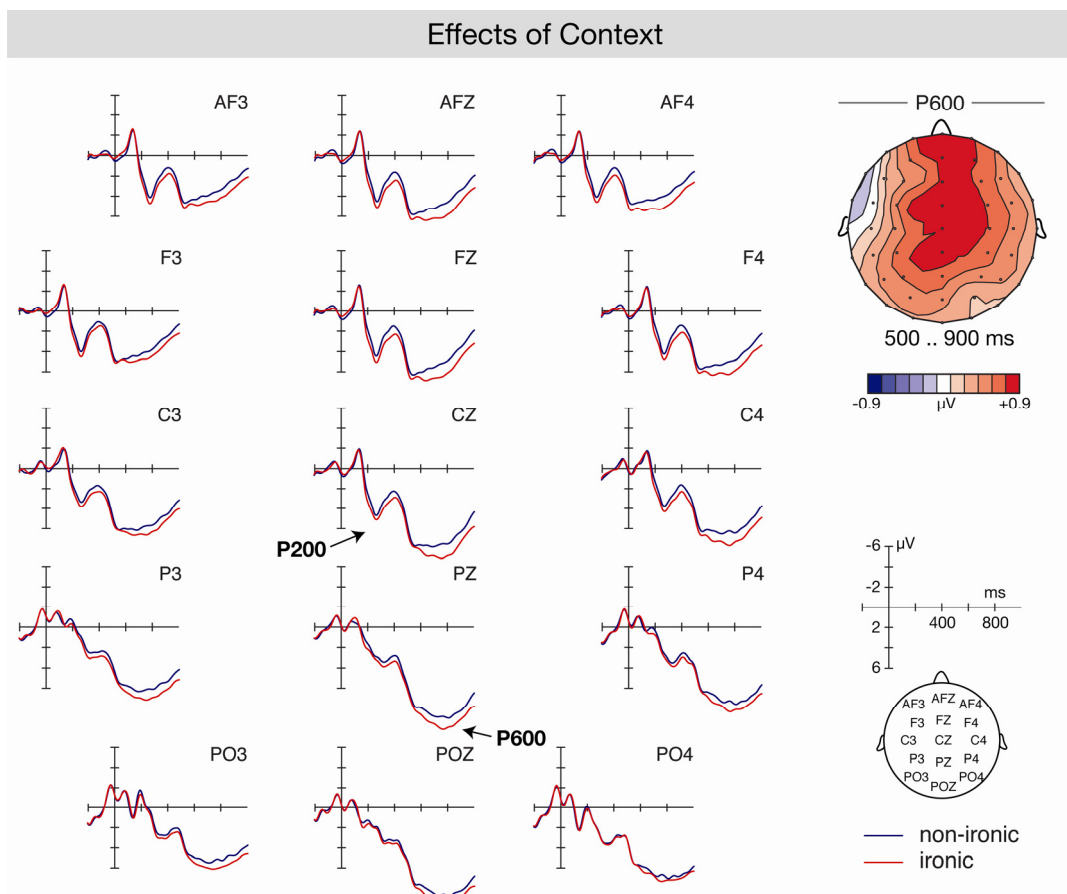 Effects of Context
AF3 AFZ AF4
P600
F3 FZ F4
500 .. 900 ms
-0.9 µV +0.9
C3 CZ C4
P200
P3 PZ P4
-6 µV
-2 ms
400 800
2
6
P600
PO3 POZ PO4
AF3 AFZ AF4
F3 FZ F4
C3 CZ C4
P3 PZ P4
PO3 POZ PO4
non-ironic
ironic